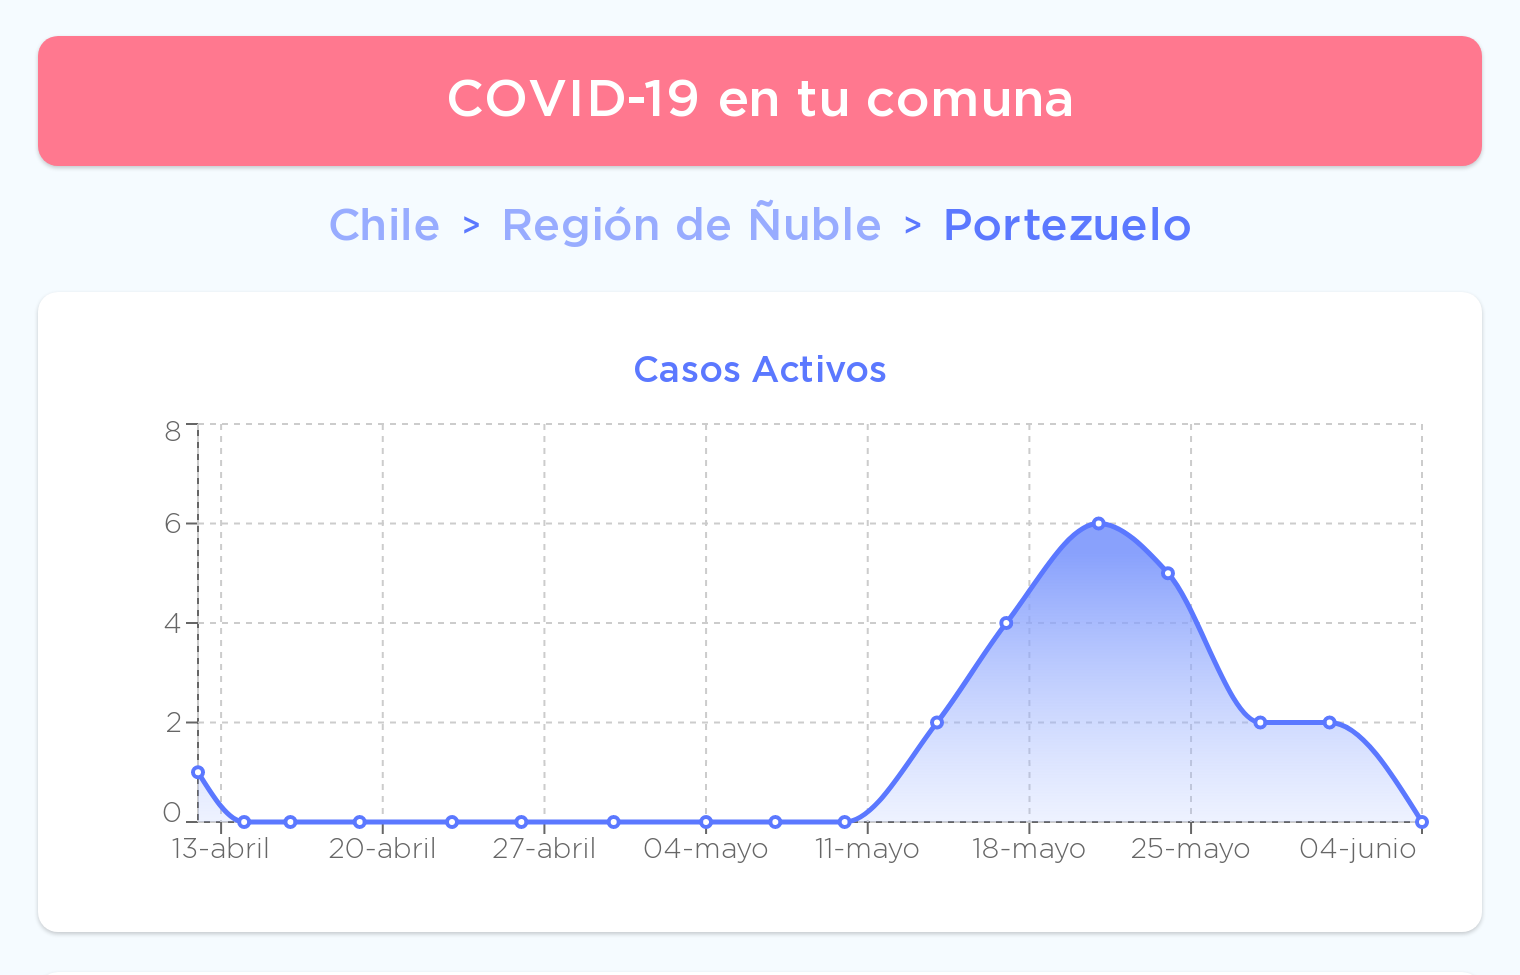 COVID-19 en tu comuna
Chile > Región de Ñuble > Portezuelo
Casos Activos
8
6
4
2
0
13-abril 20-abril 27-abril 04-mayo 11-mayo 18-mayo 25-mayo 04-junio